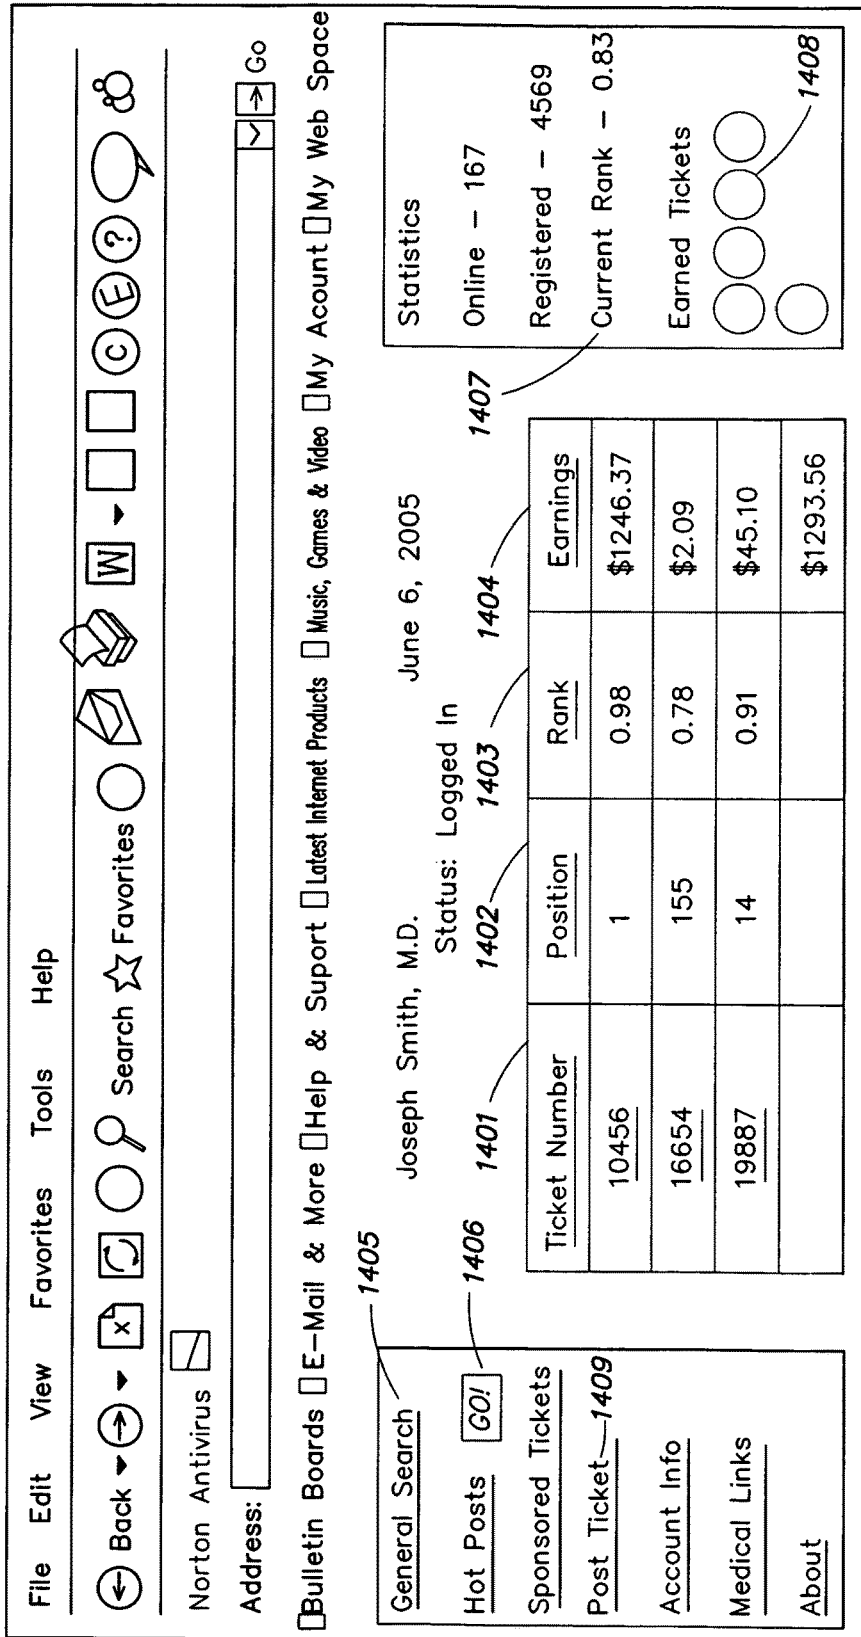 File Edit View Favorites Tools Help
Back X Search Favorites W C E ?
Norton Antivirus
Address: Go
Bulletin Boards E-Mail & More Help & Suport Latest Internet Products Music, Games & Video My Acount My Web Space
General Search
Hot Posts GO!
Sponsored Tickets
Post Ticket
Account Info
Medical Links
About
1405
1406
1409
Joseph Smith, M.D. June 6, 2005
Status: Logged In
1401 1402 1403 1404
Ticket Number Position Rank Earnings
10456 1 0.98 $1246.37
16654 155 0.78 $2.09
19887 14 0.91 $45.10
$1293.56
Statistics
Online – 167
Registered – 4569
Current Rank – 0.83
Earned Tickets
1407
1408